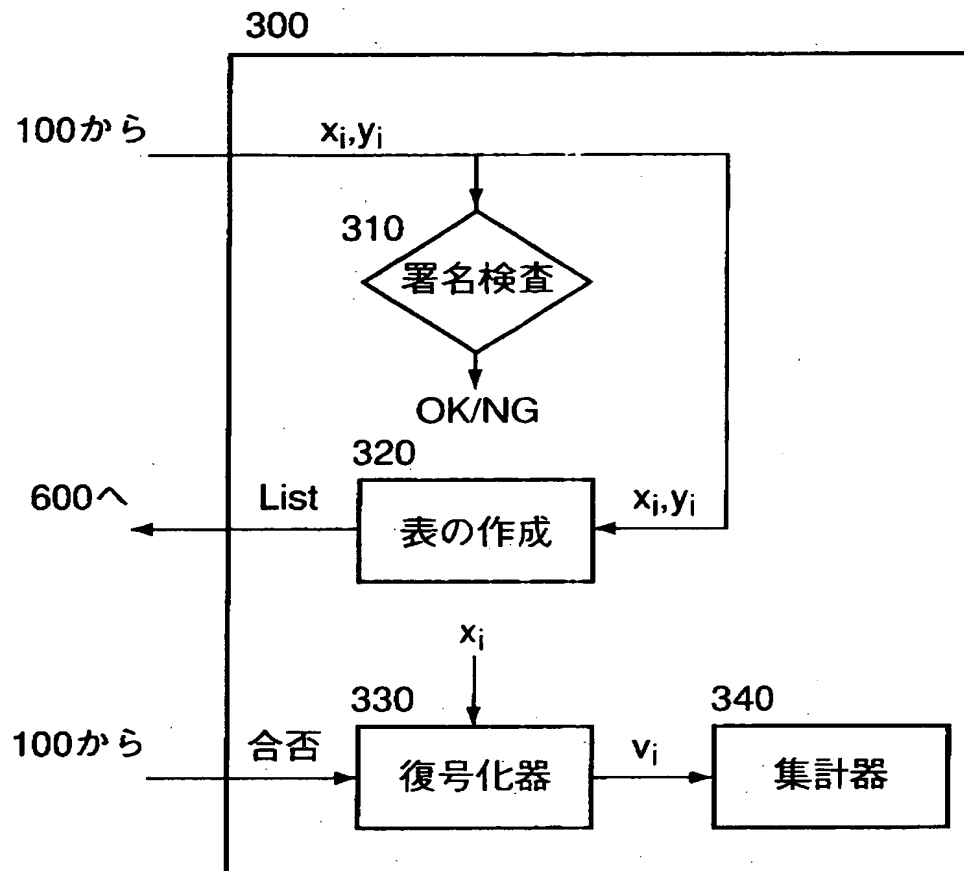 300
100から
xi,yi
310
署名検査
OK/NG
320
600へ
List
表の作成
xi,yi
xi
330
340
100から
合否
復号化器
vi
集計器